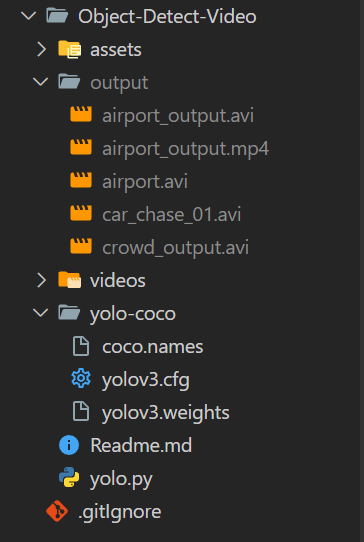 Object-Detect-Video
assets
output
airport_output.avi
airport_output.mp4
airport.avi
car_chase_01.avi
crowd_output.avi
videos
yolo-coco
coco.names
yolov3.cfg
yolov3.weights
Readme.md
yolo.py
.gitIgnore